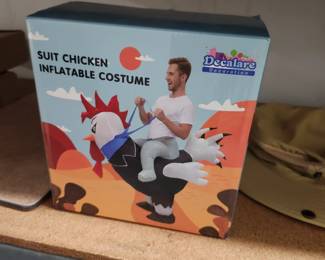 SUIT CHICKEN
INFLATABLE COSTUME
Decalare
Decoration